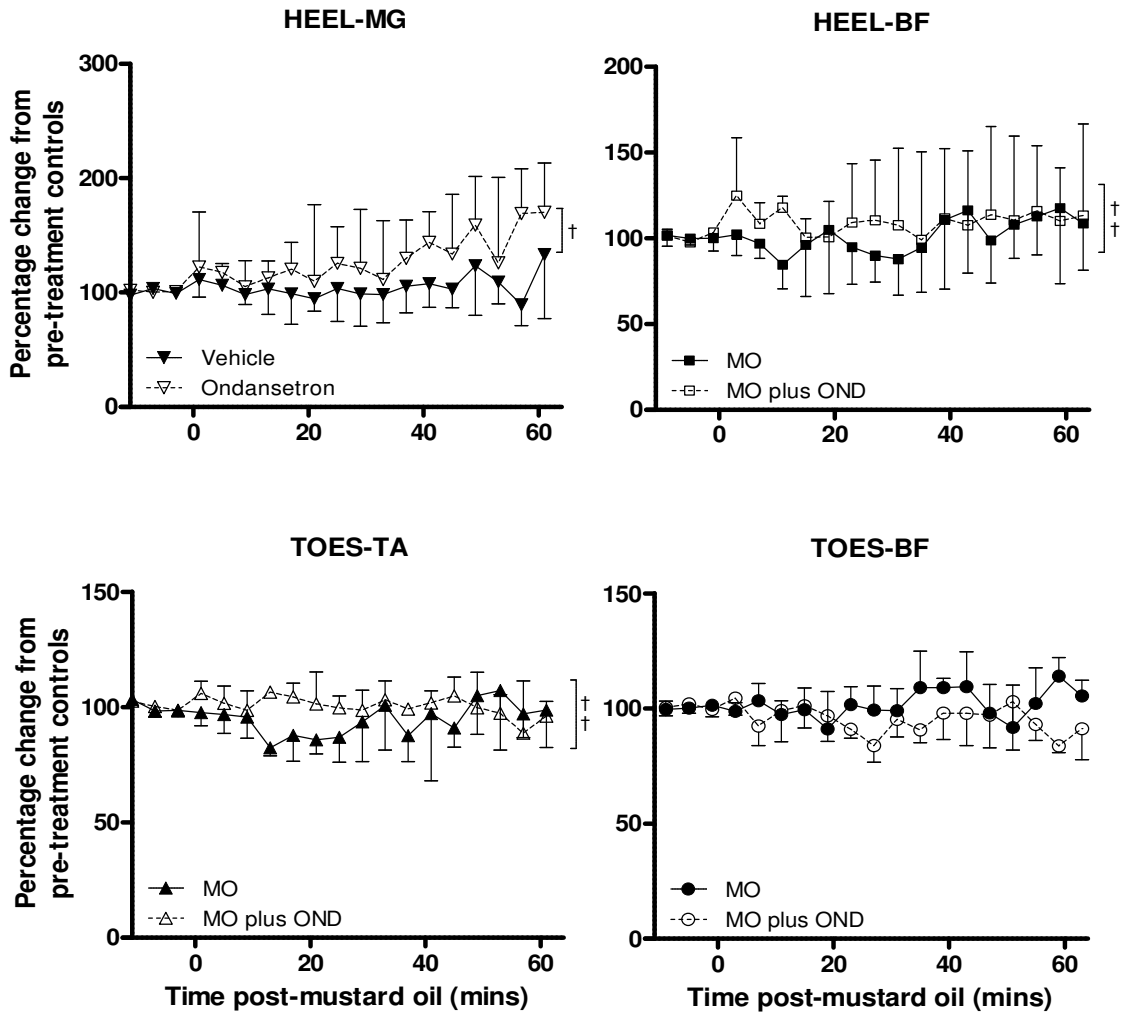 HEEL-MG
HEEL-BF
Percentage change from
pre-treatment controls
300
200
100
0
0
20
40
60
Vehicle
Ondansetron
†
200
150
100
50
0
0
20
40
60
MO
MO plus OND
†
†
TOES-TA
TOES-BF
Percentage change from
pre-treatment controls
150
100
50
0
0
20
40
60
MO
MO plus OND
†
†
Time post-mustard oil (mins)
150
100
50
0
0
20
40
60
MO
MO plus OND
Time post-mustard oil (mins)